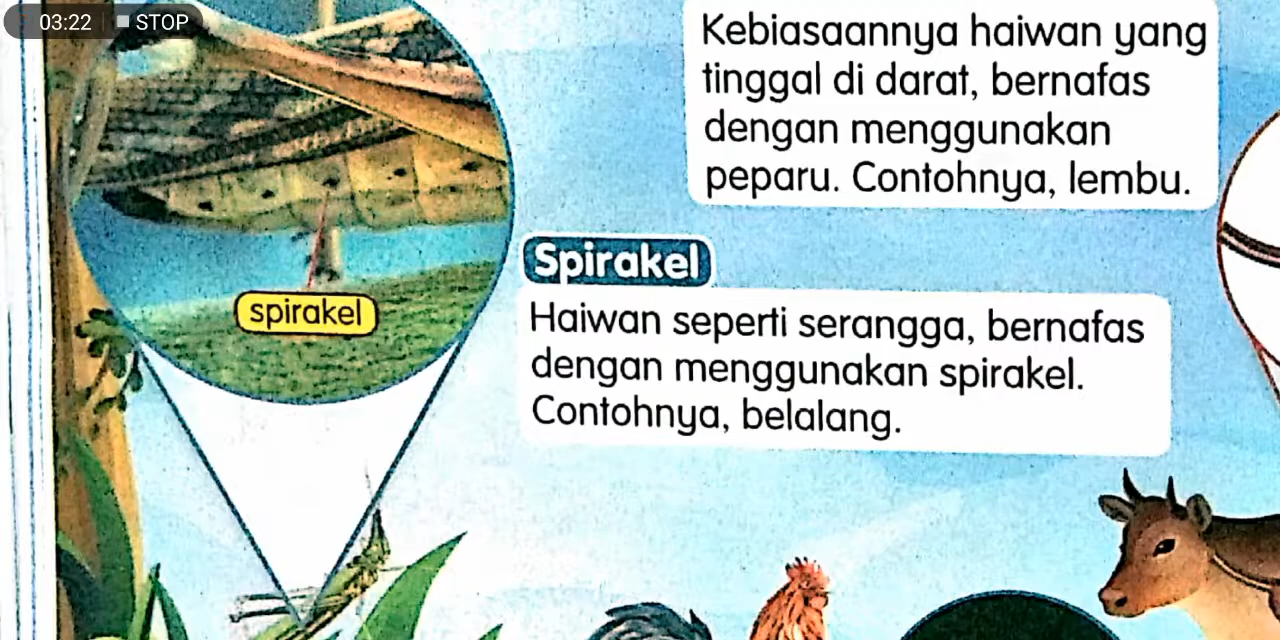 03:22 STOP
Kebiasaannya haiwan yang
tinggal di darat, bernafas
dengan menggunakan
peparu. Contohnya, lembu.
Spirakel
spirakel
Haiwan seperti serangga, bernafas
dengan menggunakan spirakel.
Contohnya, belalang.